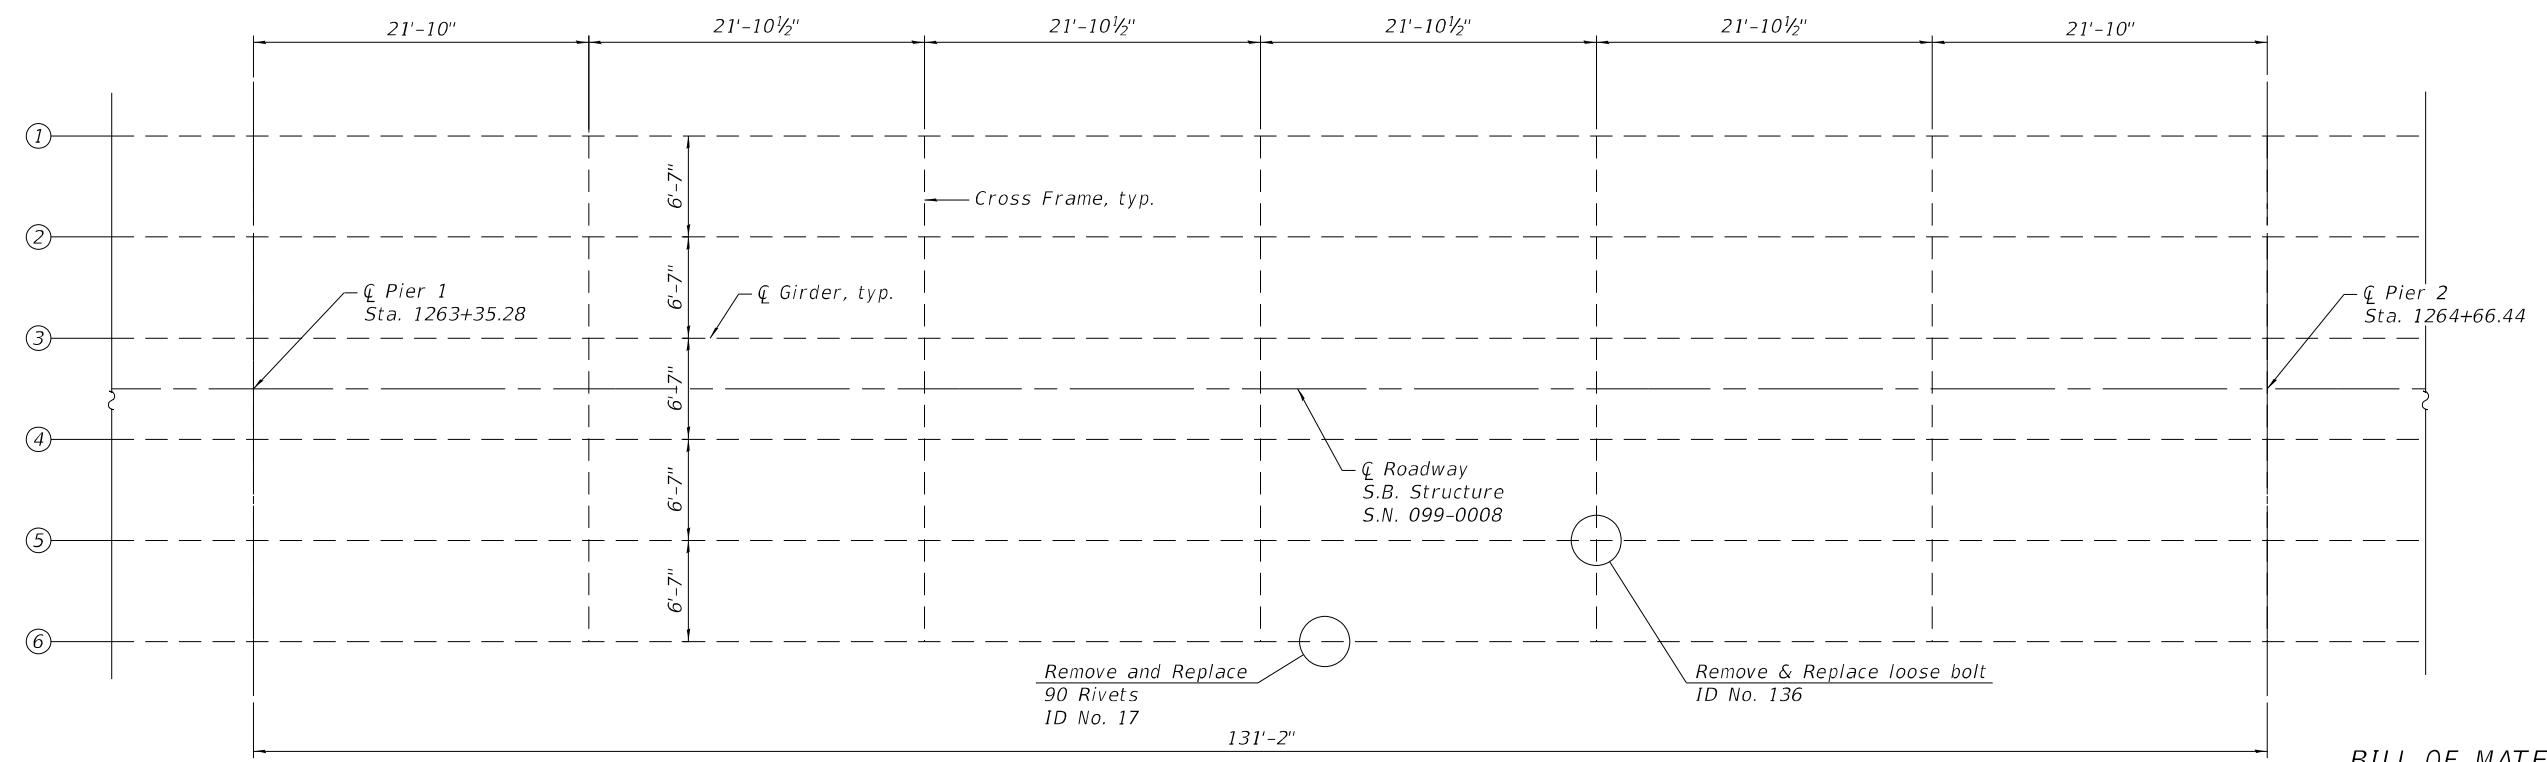 21'-10"
21'-10½"
21'-10½"
21'-10½"
21'-10½"
21'-10"
1
6'-7"
Cross Frame, typ.
2
6'-7"
℄ Pier 1
Sta. 1263+35.28
℄ Girder, typ.
℄ Pier 2
Sta. 1264+66.44
3
6'-7"
4
℄ Roadway
S.B. Structure
S.N. 099-0008
6'-7"
5
6'-7"
6
Remove and Replace
90 Rivets
ID No. 17
Remove & Replace loose bolt
ID No. 136
131'-2"
BILL OF